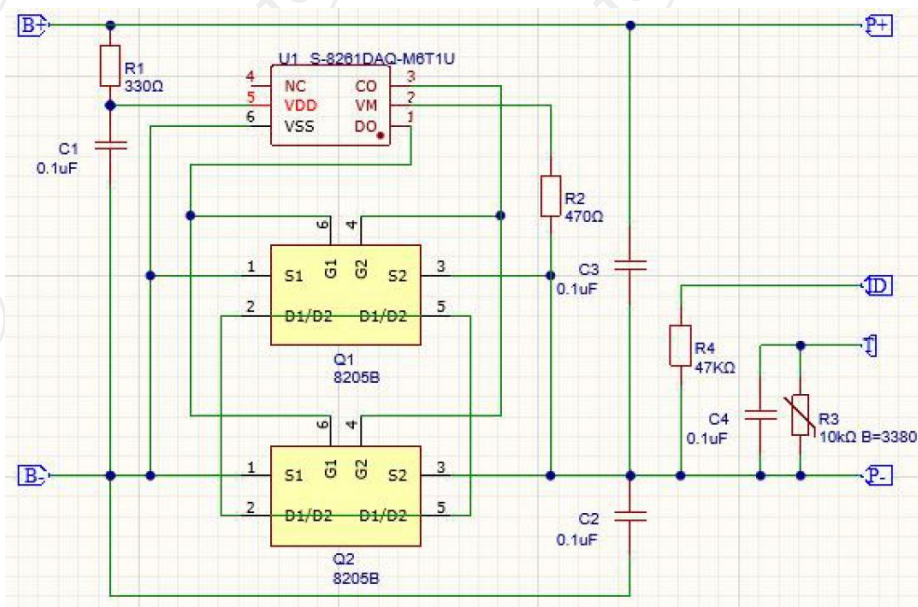 B+
P+
U1 S-8261DAQ-M6T1U
R1
330Ω
4
NC
CO
3
5
VDD
VM
2
6
VSS
DO
1
C1
0.1uF
R2
470Ω
6
4
G1
G2
1
S1
S2
3
2
D1/D2
D1/D2
5
Q1
8205B
C3
0.1uF
ID
R4
47KΩ
T
C4
0.1uF
R3
10kΩ B=3380
6
4
G1
G2
B-
1
S1
S2
3
P-
2
D1/D2
D1/D2
5
Q2
8205B
C2
0.1uF